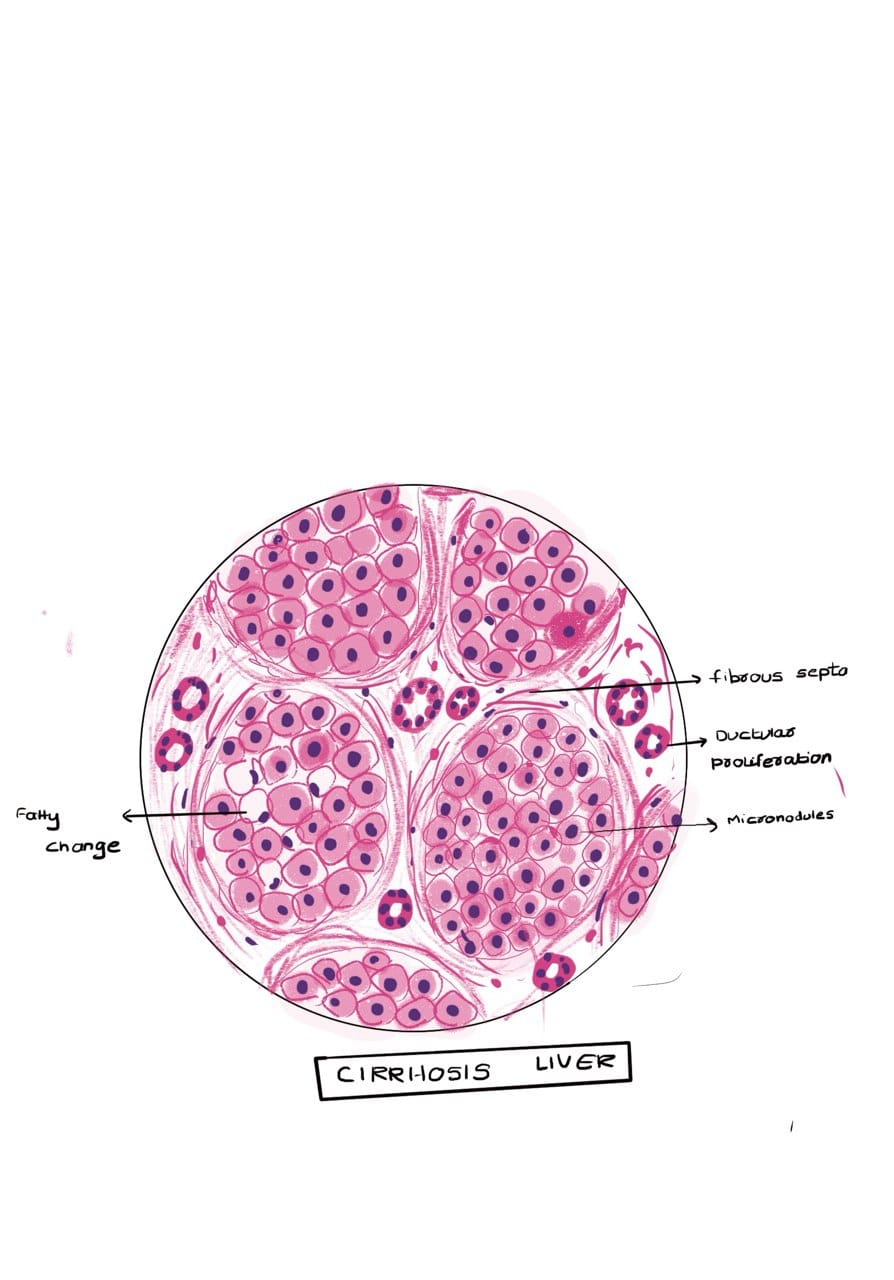 fibrous septa
Ductular
proliferation
Fatty
change
Micronodules
CIRRHOSIS LIVER